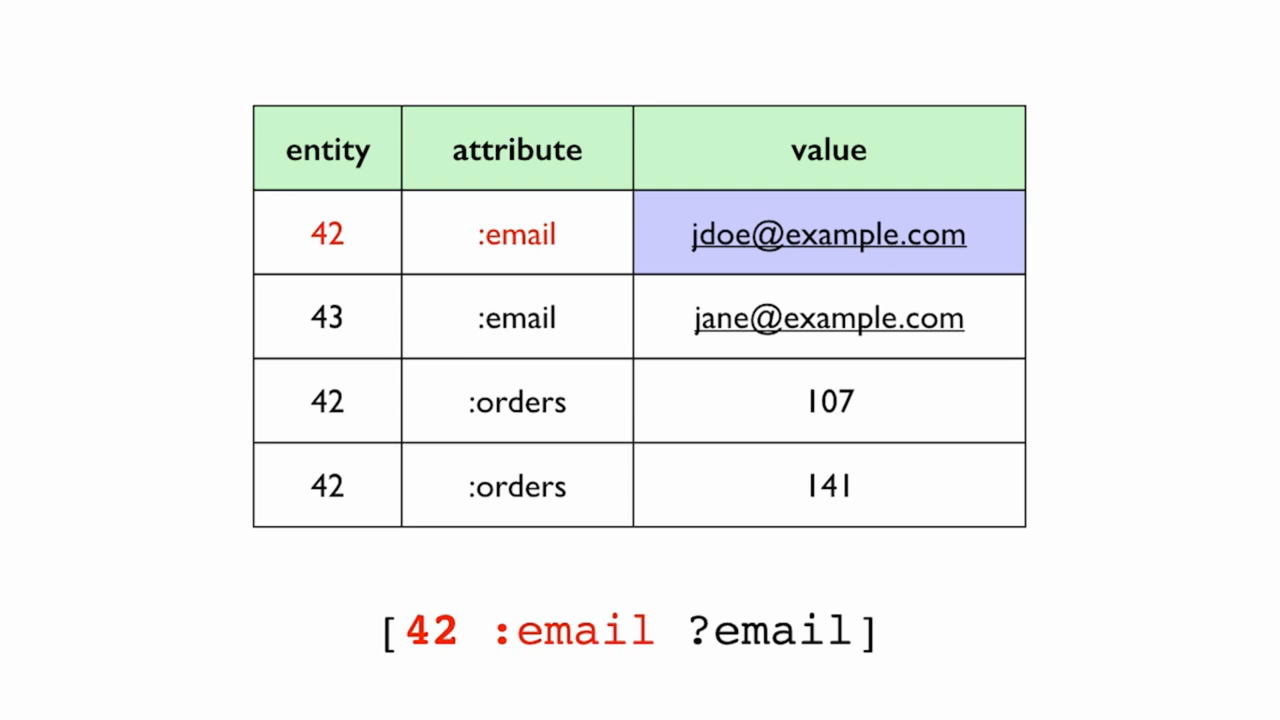 entity attribute value
42 :email jdoe@example.com
43 :email jane@example.com
42 :orders 107
42 :orders 141
[42 :email ?email]